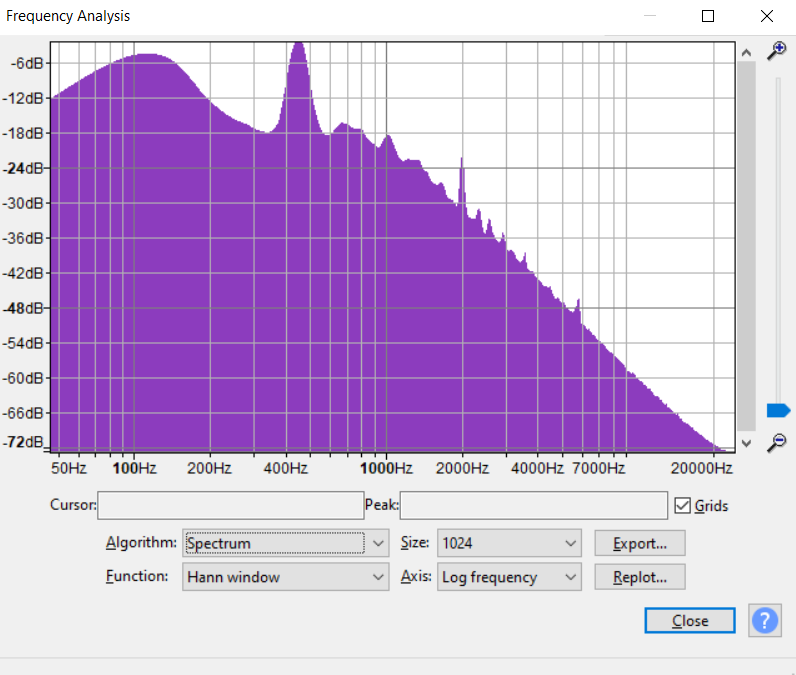 Frequency Analysis
-6dB
-12dB
-18dB
-24dB
-30dB
-36dB
-42dB
-48dB
-54dB
-60dB
-66dB
-72dB
50Hz 100Hz 200Hz 400Hz 1000Hz 2000Hz 4000Hz 7000Hz 20000Hz
Cursor: Peak: Grids
Algorithm: Spectrum Size: 1024 Export...
Function: Hann window Axis: Log frequency Replot...
Close ?